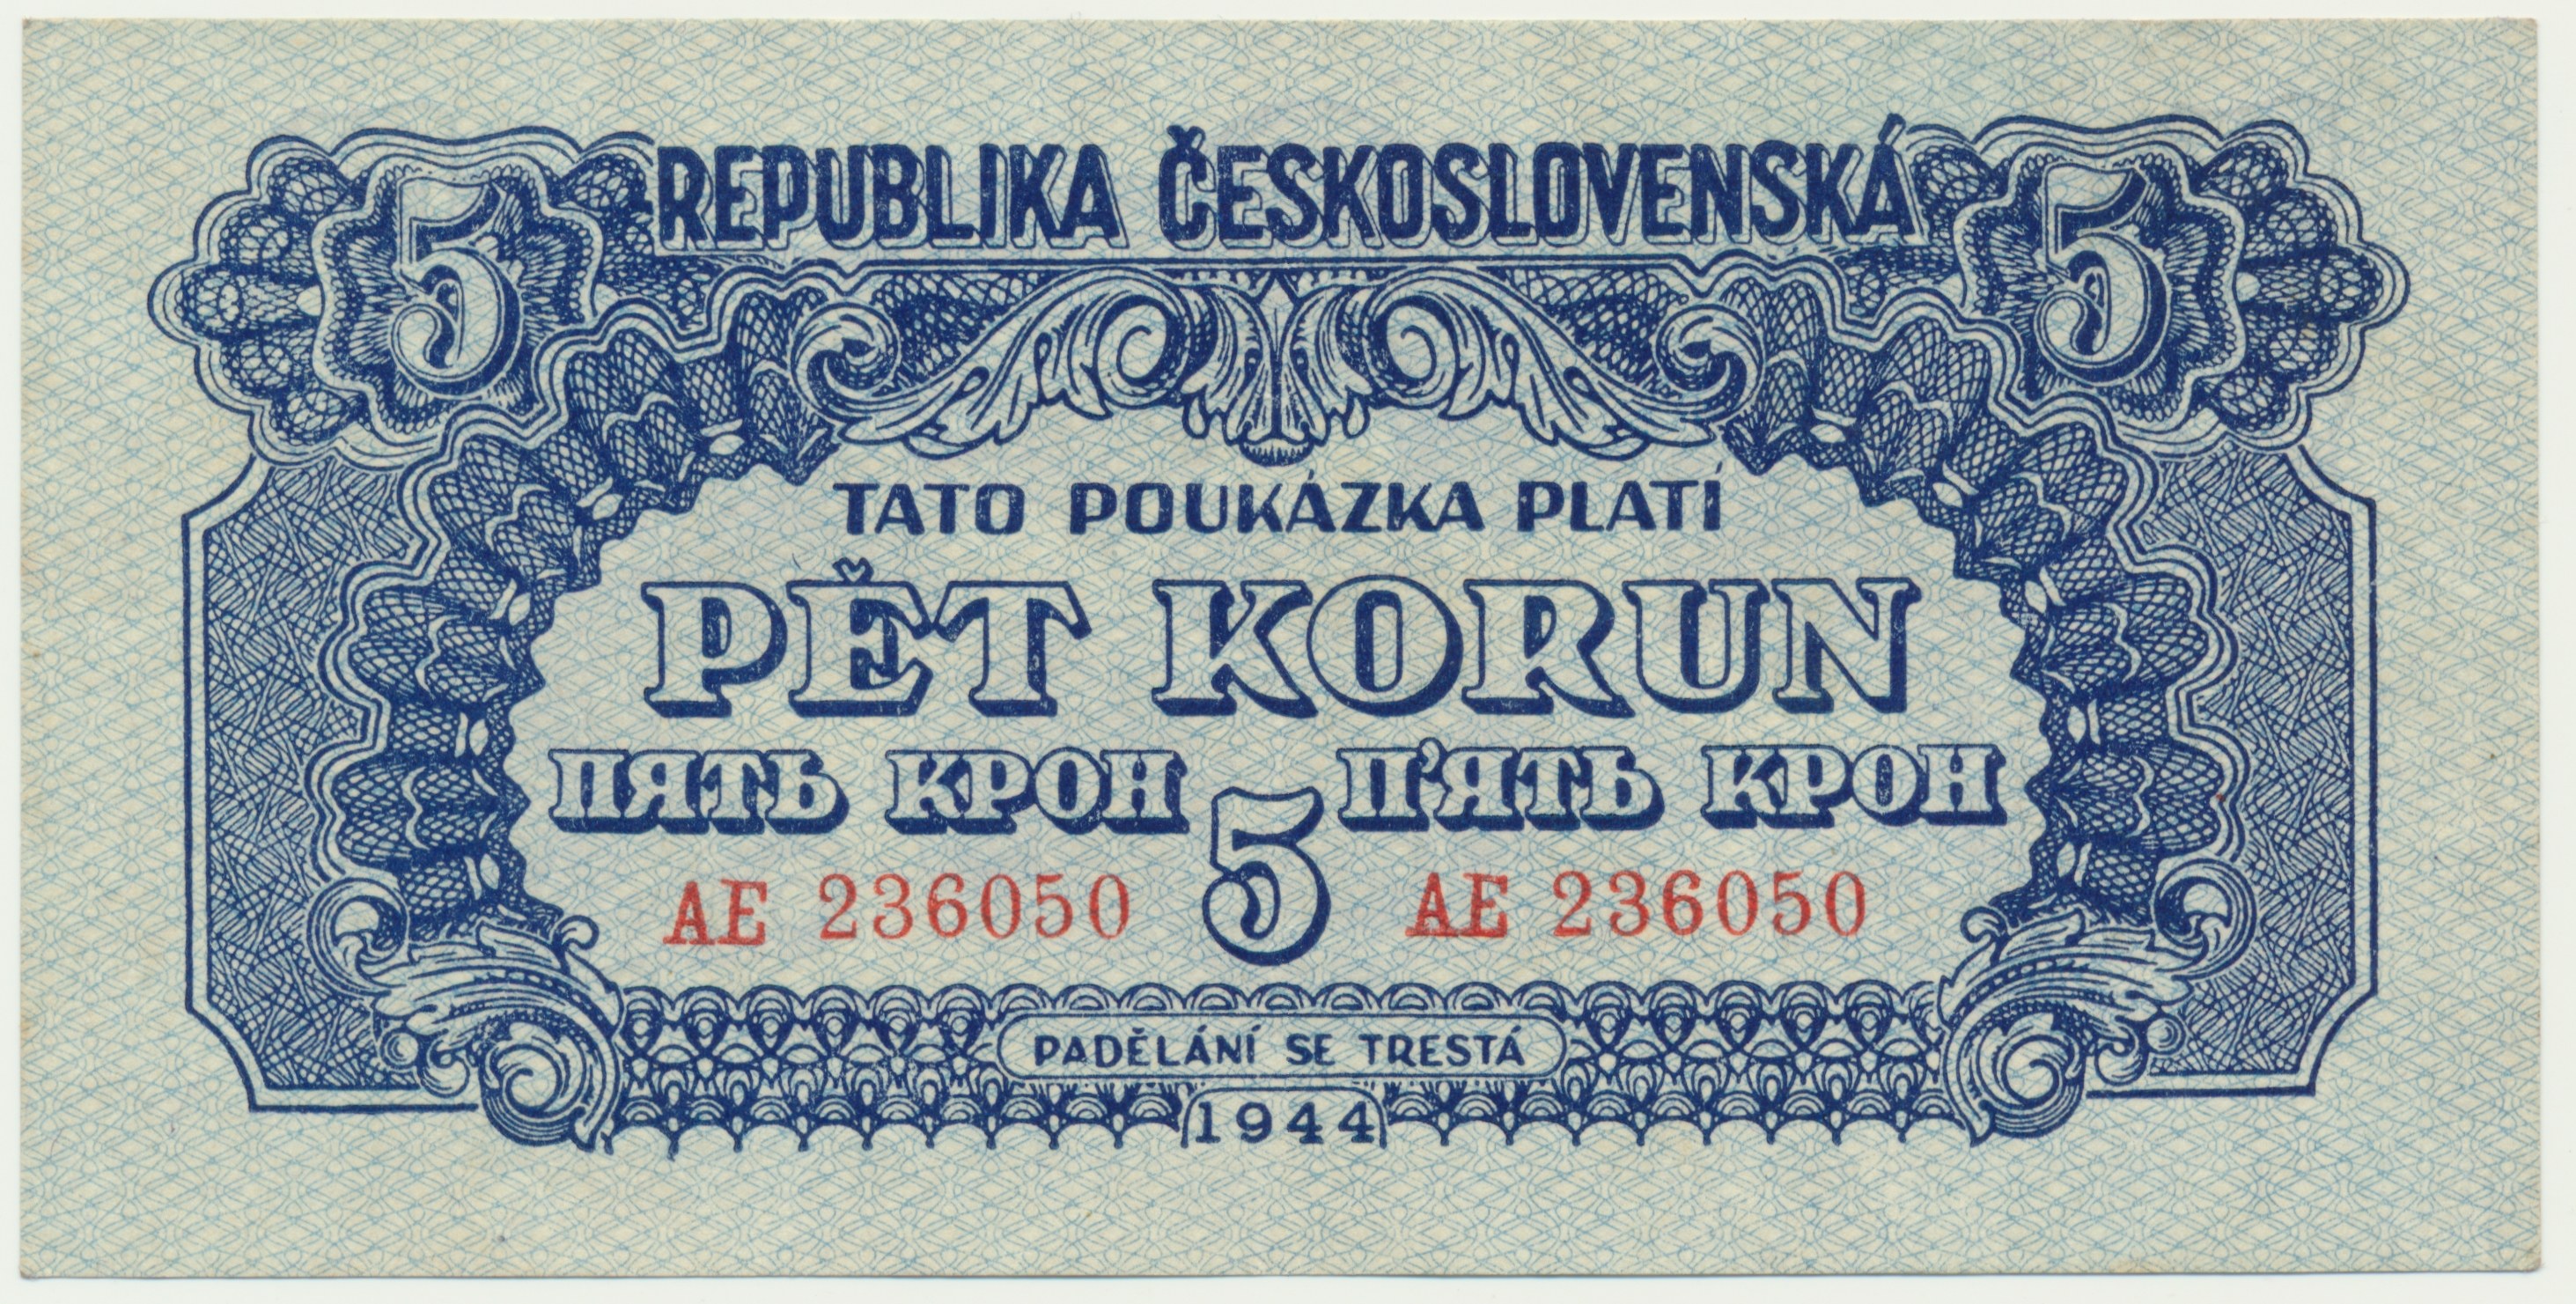 5 REPUBLIKA ČESKOSLOVENSKÁ 5
TATO POUKÁZKA PLATÍ
PĚT KORUN
ПЯТЬ КРОН П'ЯТЬ КРОН
AE 236050 5 AE 236050
PADĚLÁNÍ SE TRESTÁ
1944